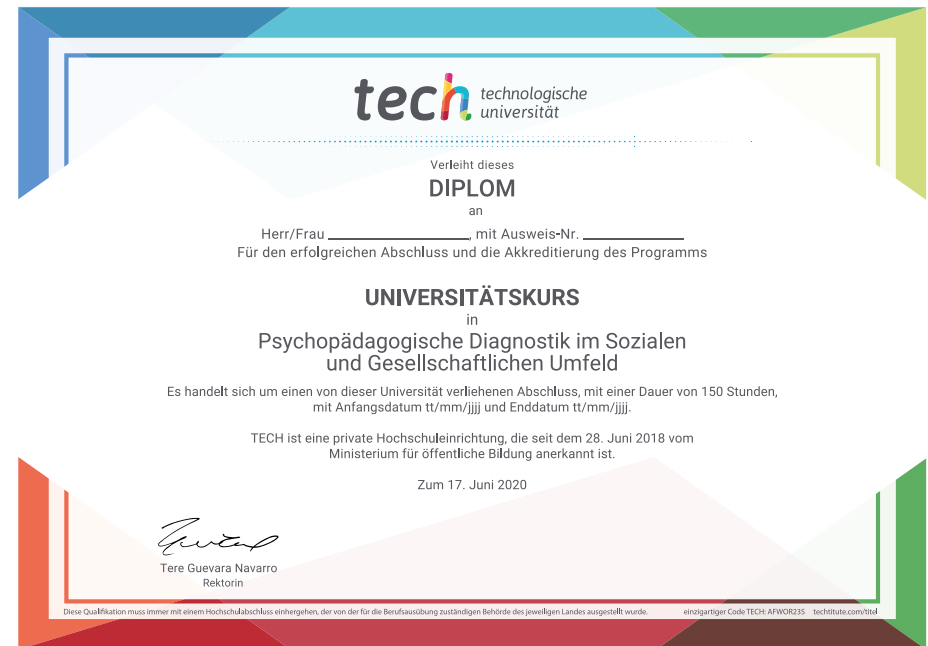 tech technologische
universität
Verleiht dieses
DIPLOM
an
Herr/Frau ____________________, mit Ausweis-Nr. ______________
Für den erfolgreichen Abschluss und die Akkreditierung des Programms
UNIVERSITÄTSKURS
in
Psychopädagogische Diagnostik im Sozialen
und Gesellschaftlichen Umfeld
Es handelt sich um einen von dieser Universität verliehenen Abschluss, mit einer Dauer von 150 Stunden,
mit Anfangsdatum tt/mm/jjjj und Enddatum tt/mm/jjjj.
TECH ist eine private Hochschuleinrichtung, die seit dem 28. Juni 2018 vom
Ministerium für öffentliche Bildung anerkannt ist.
Zum 17. Juni 2020
Tere Guevara Navarro
Rektorin
Diese Qualifikation muss immer mit einem Hochschulabschluss einhergehen, der von der für die Berufsausübung zuständigen Behörde des jeweiligen Landes ausgestellt wurde. einzigartiger Code TECH: AFWOR235 techtitute.com/titel